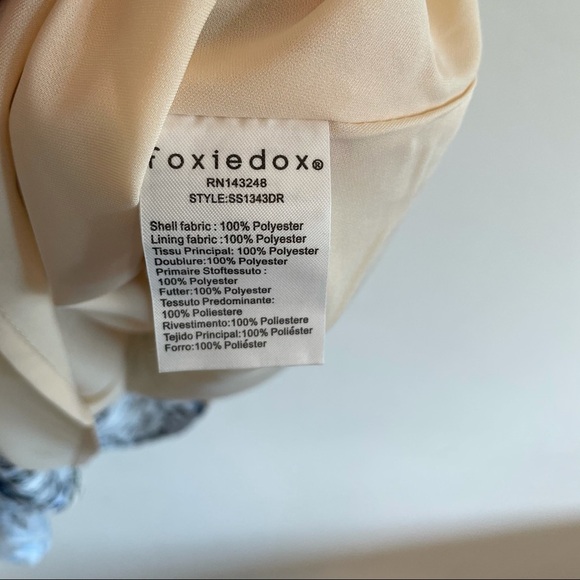 foxiedox®
RN143248
STYLE:SS1343DR
Shell fabric : 100% Polyester
Lining fabric :100% Polyester
Tissu Principal: 100% Polyester
Doublure:100% Polyester
Primaire Stoftessuto :
100% Polyester
Futter:100% Polyester
Tessuto Predominante:
100% Poliestere
Rivestimento:100% Poliestere
Tejido Principal:100% Poliéster
Forro:100% Poliéster